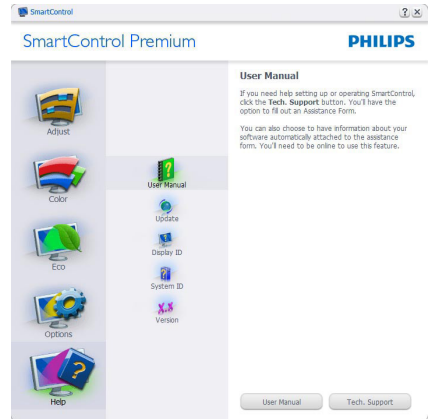 SmartControl
SmartControl Premium
PHILIPS
Adjust
Color
Eco
Options
Help
User Manual
Update
Display ID
System ID
X.X
Version
User Manual
If you need help setting up or operating SmartControl,
click the Tech. Support button. You'll have the
option to fill out an Assistance Form.
You can also choose to have information about your
software automatically attached to the assistance
form. You'll need to be online to use this feature.
User Manual
Tech. Support